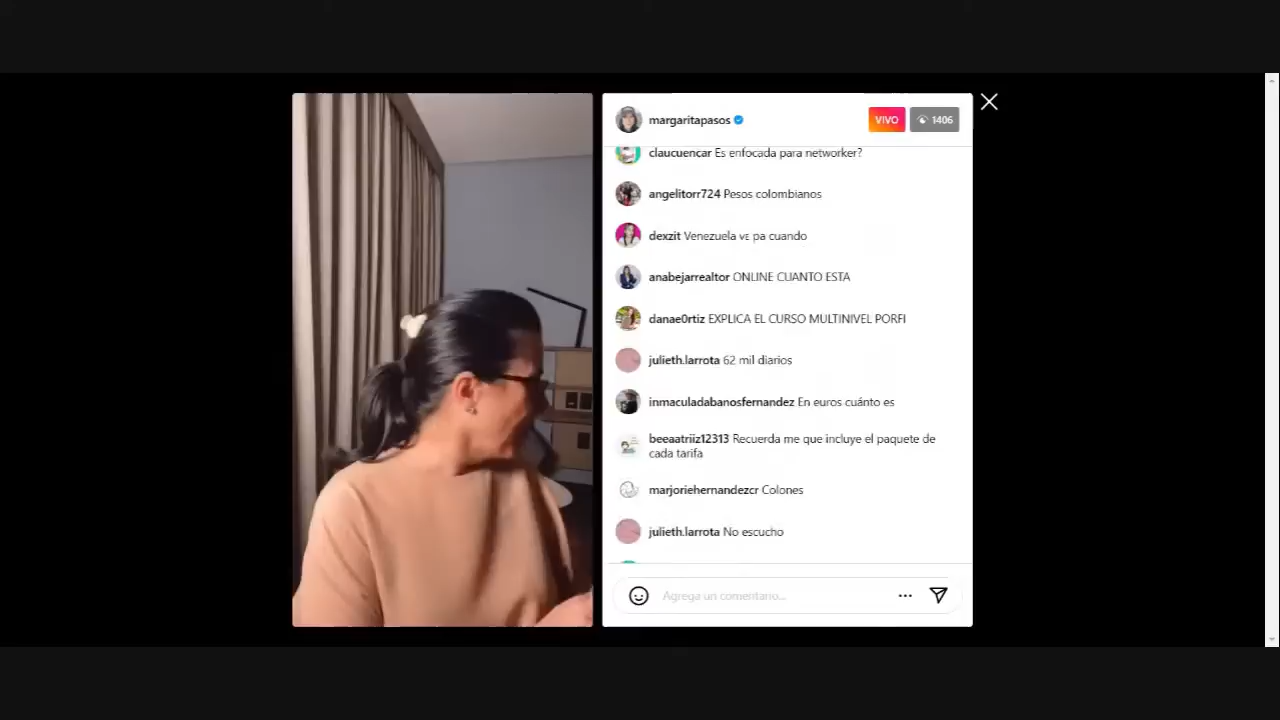 margaritapasos
VIVO
1406
claucuencar Es enfocada para networker?
angelitorr724 Pesos colombianos
dexzit Venezuela vε pa cuando
anabejarrealtor ONLINE CUANTO ESTA
danae0rtiz EXPLICA EL CURSO MULTINIVEL PORFI
julieth.larrota 62 mil diarios
inmaculadabanosfernandez En euros cuánto es
beeaatriiz12313 Recuerda me que incluye el paquete de
cada tarifa
marjoriehernandezcr Colones
julieth.larrota No escucho
Agrega un comentario...